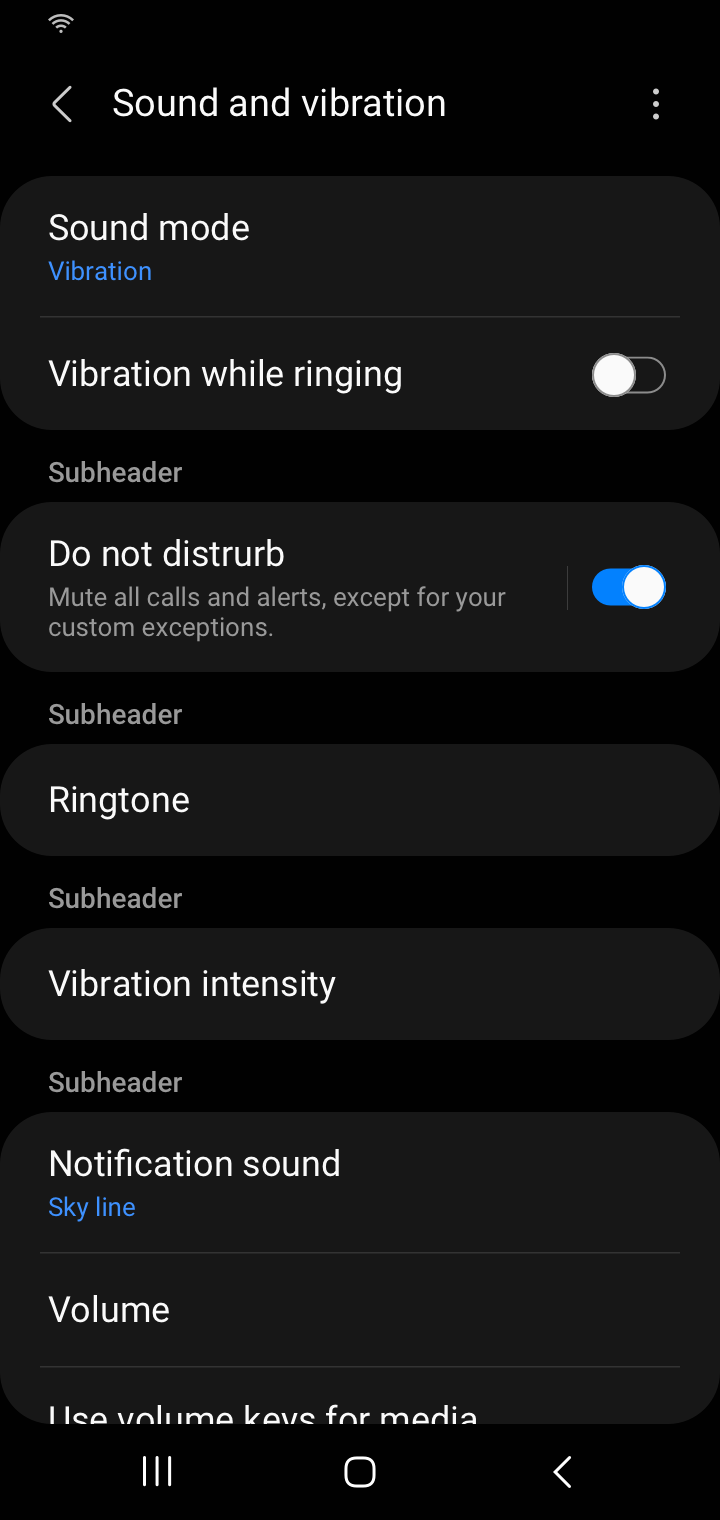 Sound and vibration
Sound mode
Vibration
Vibration while ringing
Subheader
Do not distrurb
Mute all calls and alerts, except for your
custom exceptions.
Subheader
Ringtone
Subheader
Vibration intensity
Subheader
Notification sound
Sky line
Volume
Use volume keys for media